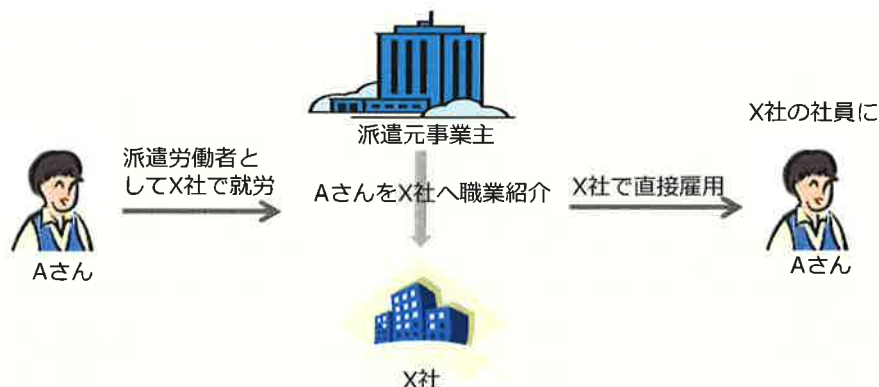 派遣元事業主
X社の社員に
派遣労働者と
してX社で就労
AさんをX社へ職業紹介
X社で直接雇用
Aさん
Aさん
X社